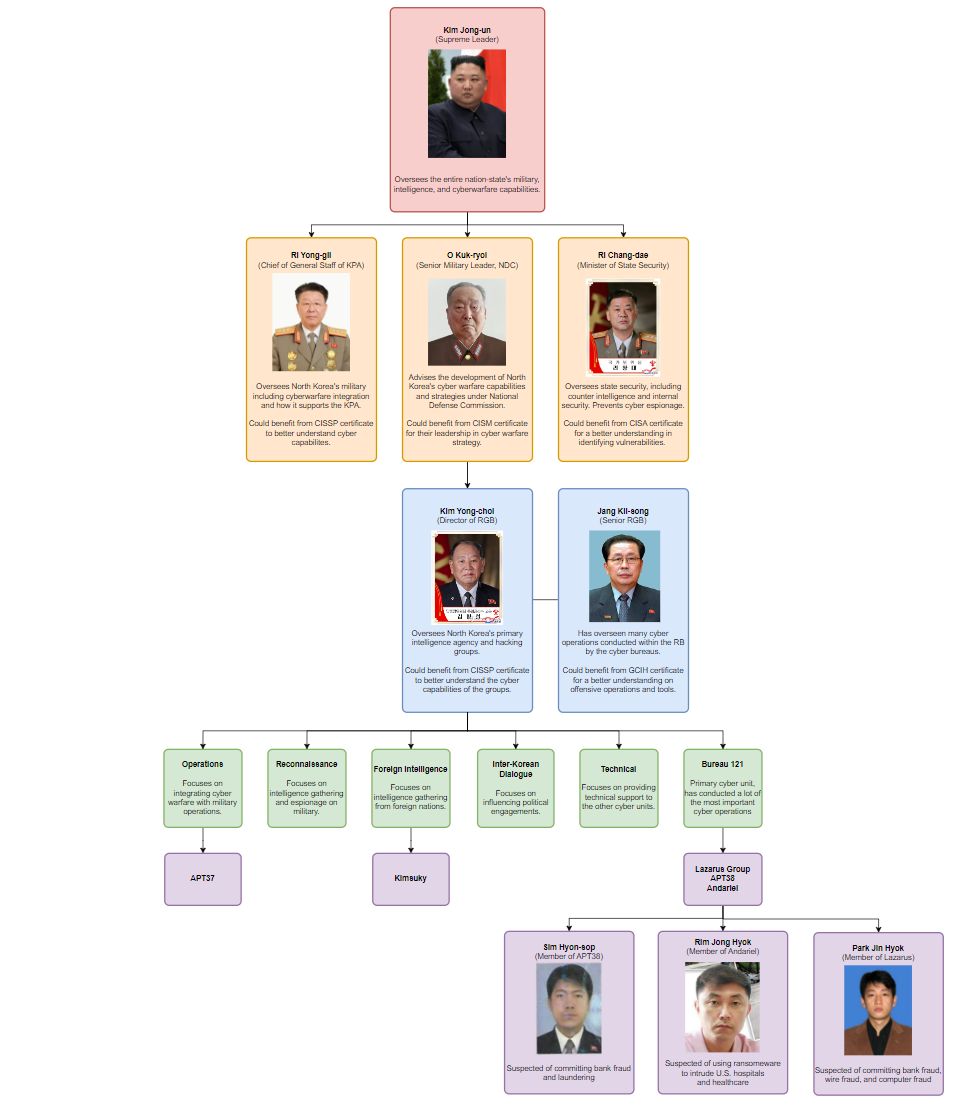 Kim Jong-un
(Supreme Leader)
Oversees the entire nation-state's military,
intelligence, and cyberwarfare capabilities.
Ri Yong-gil
(Chief of General Staff of KPA)
Oversees North Korea's military
including cyberwarfare integration
and how it supports the KPA.
Could benefit from CISSP certificate
to better understand cyber
capabilites.
O Kuk-ryol
(Senior Military Leader, NDC)
Advises the development of North
Korea's cyber warfare capabilities
and strategies under National
Defense Commission.
Could benefit from CISM certificate
for their leadership in cyber warfare
strategy.
Ri Chang-dae
(Minister of State Security)
국가보위상
리창대
Oversees state security, including
counter intelligence and internal
security. Prevents cyber espionage.
Could benefit from CISA certificate
for a better understanding in
identifying vulnerabilities.
Kim Yong-chol
(Director of RGB)
Oversees North Korea's primary
intelligence agency and hacking
groups.
Could benefit from CISSP certificate
to better understand the cyber
capabilities of the groups.
Jang Kil-song
(Senior RGB)
Has overseen many cyber
operations conducted within the RB
by the cyber bureaus.
Could benefit from GCIH certificate
for a better understanding on
offensive operations and tools.
Operations
Focuses on
integrating cyber
warfare with military
operations.
Reconnaissance
Focuses on
intelligence gathering
and espionage on
military.
Foreign Intelligence
Focuses on
intelligence gathering
from foreign nations.
Inter-Korean
Dialogue
Focuses on
influencing political
engagements.
Technical
Focuses on providing
technical support to
the other cyber units.
Bureau 121
Primary cyber unit,
has conducted a lot of
the most important
cyber operations
APT37
Kimsuky
Lazarus Group
APT38
Andariel
Sim Hyon-sop
(Member of APT38)
Suspected of committing bank fraud
and laundering
Rim Jong Hyok
(Member of Andariel)
Suspected of using ransomeware
to intrude U.S. hospitals
and healthcare
Park Jin Hyok
(Member of Lazarus)
Suspected of committing bank fraud,
wire fraud, and computer fraud